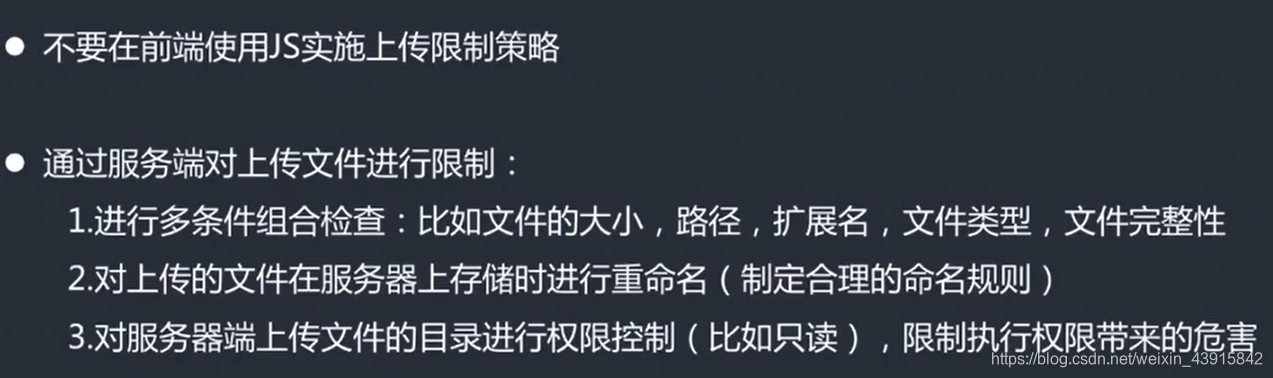 ● 不要在前端使用JS实施上传限制策略
● 通过服务端对上传文件进行限制：
1.进行多条件组合检查：比如文件的大小，路径，扩展名，文件类型，文件完整性
2.对上传的文件在服务器上存储时进行重命名（制定合理的命名规则）
3.对服务器端上传文件的目录进行权限控制（比如只读），限制执行权限带来的危害
https://blog.csdn.net/weixin_43915842